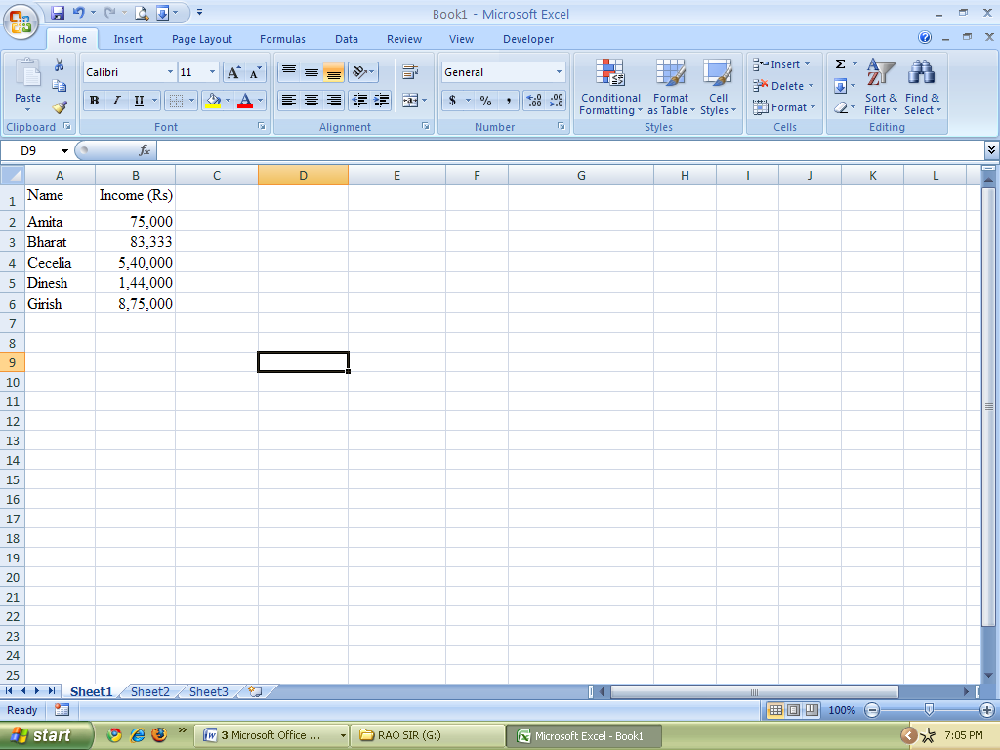 Book1 - Microsoft Excel
Home Insert Page Layout Formulas Data Review View Developer
Paste
Clipboard
Calibri 11
B I U
Font
Alignment
General
$ % ,
Number
Conditional Formatting
Format as Table
Cell Styles
Styles
Insert
Delete
Format
Cells
Σ
Sort & Filter
Find & Select
Editing
D9 fx
A B C D E F G H I J K L
1 Name Income (Rs)
2 Amita 75,000
3 Bharat 83,333
4 Cecelia 5,40,000
5 Dinesh 1,44,000
6 Girish 8,75,000
7
8
9
10
11
12
13
14
15
16
17
18
19
20
21
22
23
24
25
Sheet1 Sheet2 Sheet3
Ready 100%
start 3 Microsoft Office ... RAO SIR (G:) Microsoft Excel - Book1 7:05 PM